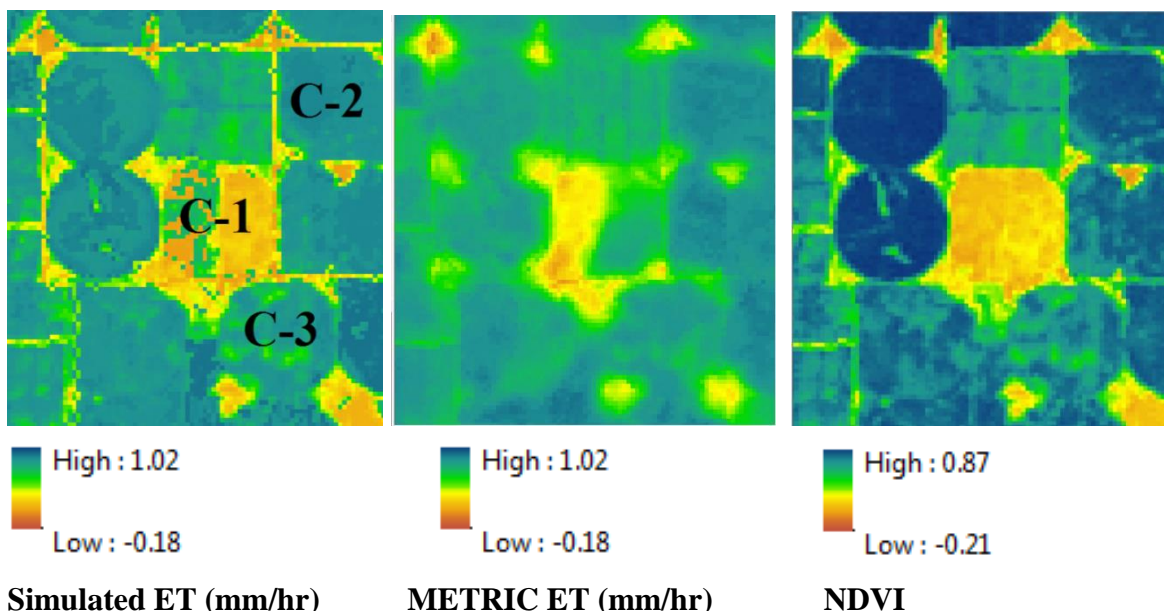 C-2
C-1
C-3
High : 1.02
Low : -0.18
High : 1.02
Low : -0.18
High : 0.87
Low : -0.21
Simulated ET (mm/hr)
METRIC ET (mm/hr)
NDVI